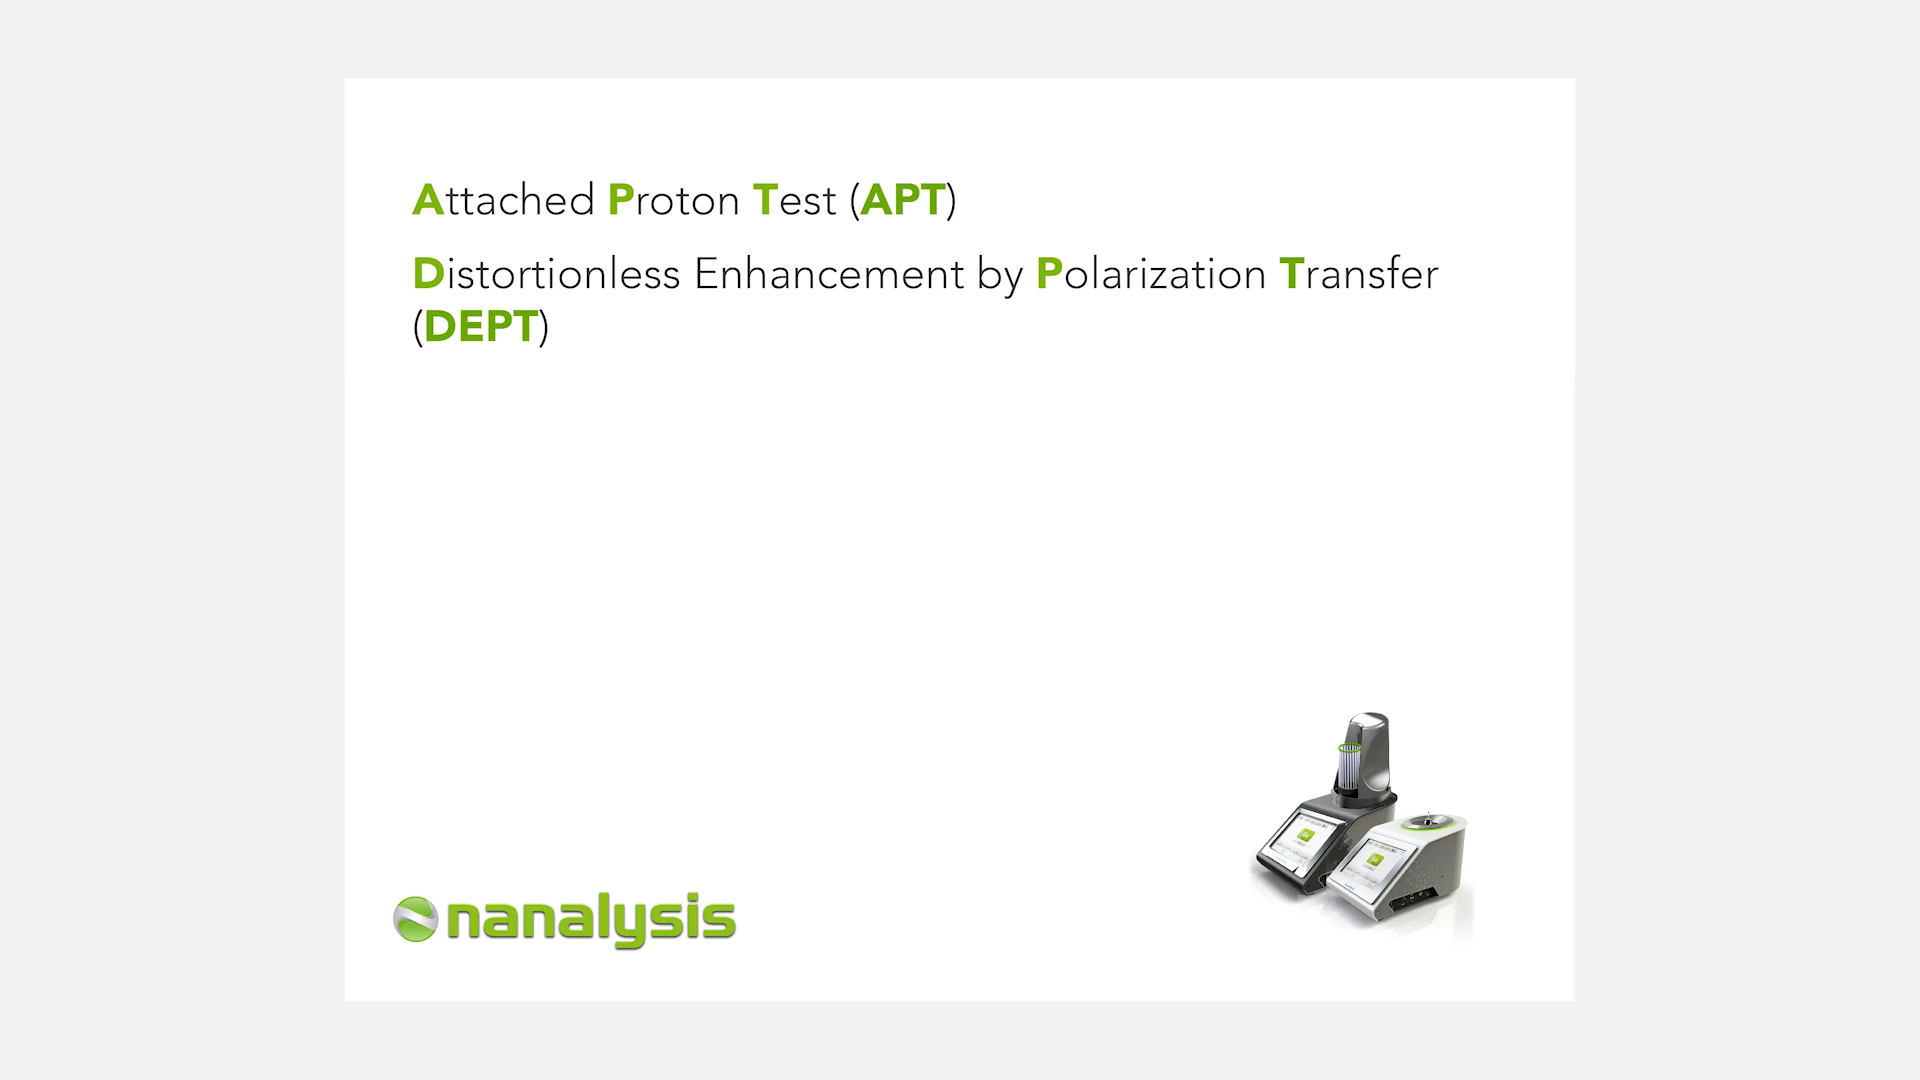 Attached Proton Test (APT)
Distortionless Enhancement by Polarization Transfer
(DEPT)
nanalysis